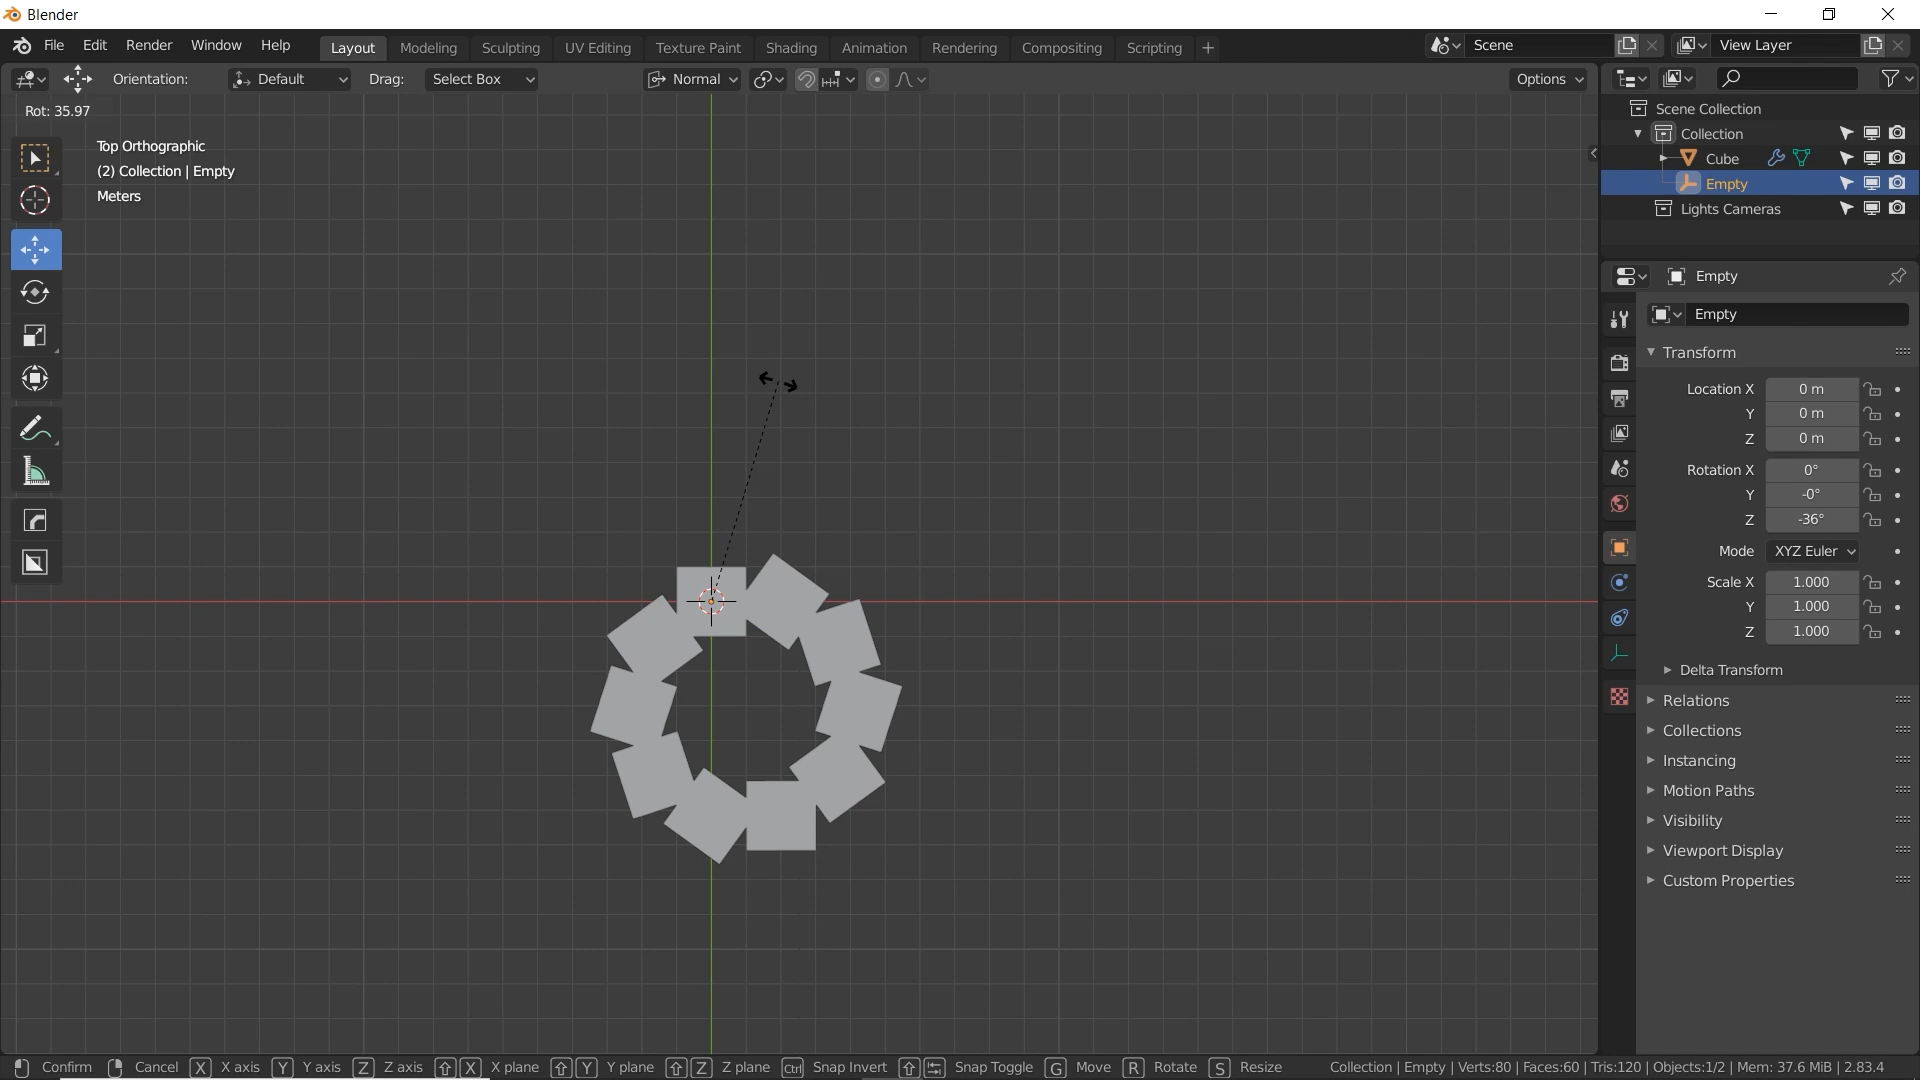 Blender
File Edit Render Window Help Layout Modeling Sculpting UV Editing Texture Paint Shading Animation Rendering Compositing Scripting + Scene View Layer
Orientation: Default Drag: Select Box Normal Options
Rot: 35.97
Top Orthographic
(2) Collection | Empty
Meters
Scene Collection
Collection
Cube
Empty
Lights Cameras
Empty
Empty
Transform
Location X 0 m
Y 0 m
Z 0 m
Rotation X 0°
Y -0°
Z -36°
Mode XYZ Euler
Scale X 1.000
Y 1.000
Z 1.000
Delta Transform
Relations
Collections
Instancing
Motion Paths
Visibility
Viewport Display
Custom Properties
Confirm Cancel X X axis Y Y axis Z Z axis X X plane Y Y plane Z Z plane Ctrl Snap Invert Snap Toggle G Move R Rotate S Resize Collection | Empty | Verts:80 | Faces:60 | Tris:120 | Objects:1/2 | Mem: 37.6 MiB | 2.83.4